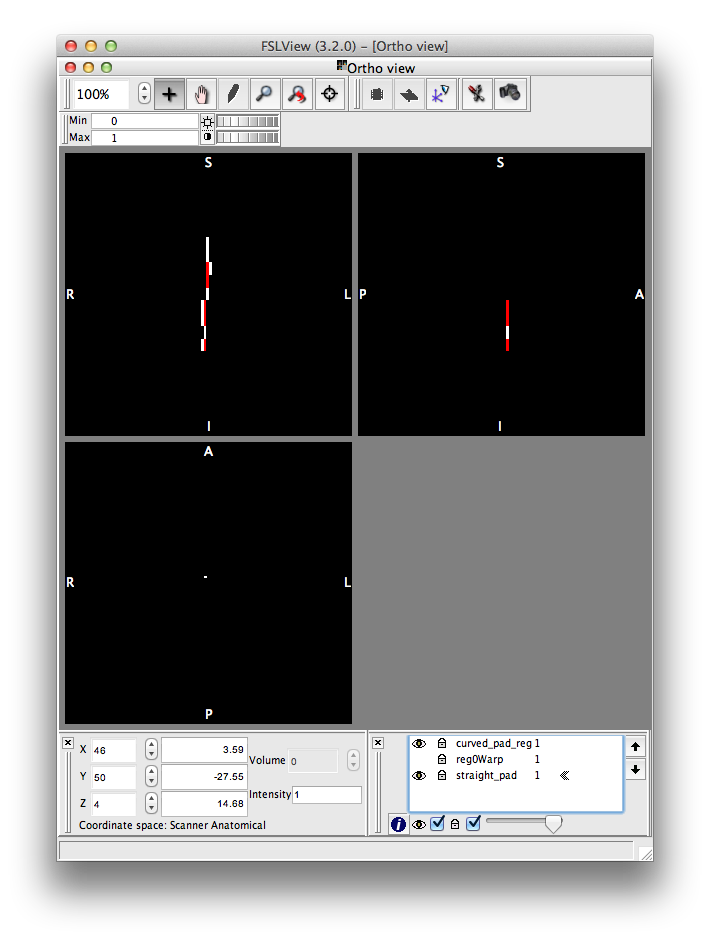 FSLView (3.2.0) – [Ortho view]
Ortho view
100%
Min 0
Max 1
S
R L
I
S
P A
I
A
R L
P
X 46 3.59
Y 50 -27.55
Z 4 14.68
Volume 0
Intensity 1
Coordinate space: Scanner Anatomical
curved_pad_reg 1
reg0Warp 1
straight_pad 1
i